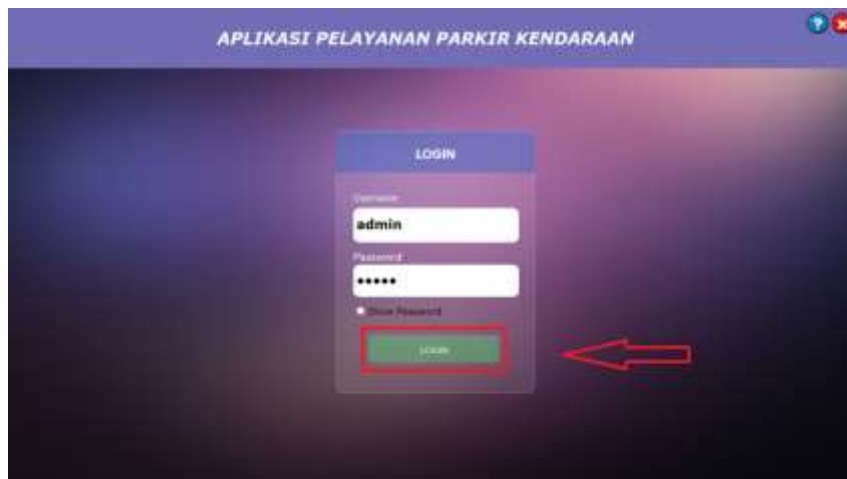 APLIKASI PELAYANAN PARKIR KENDARAAN
?
LOGIN
Username
admin
Password
•••••
Show Password
LOGIN